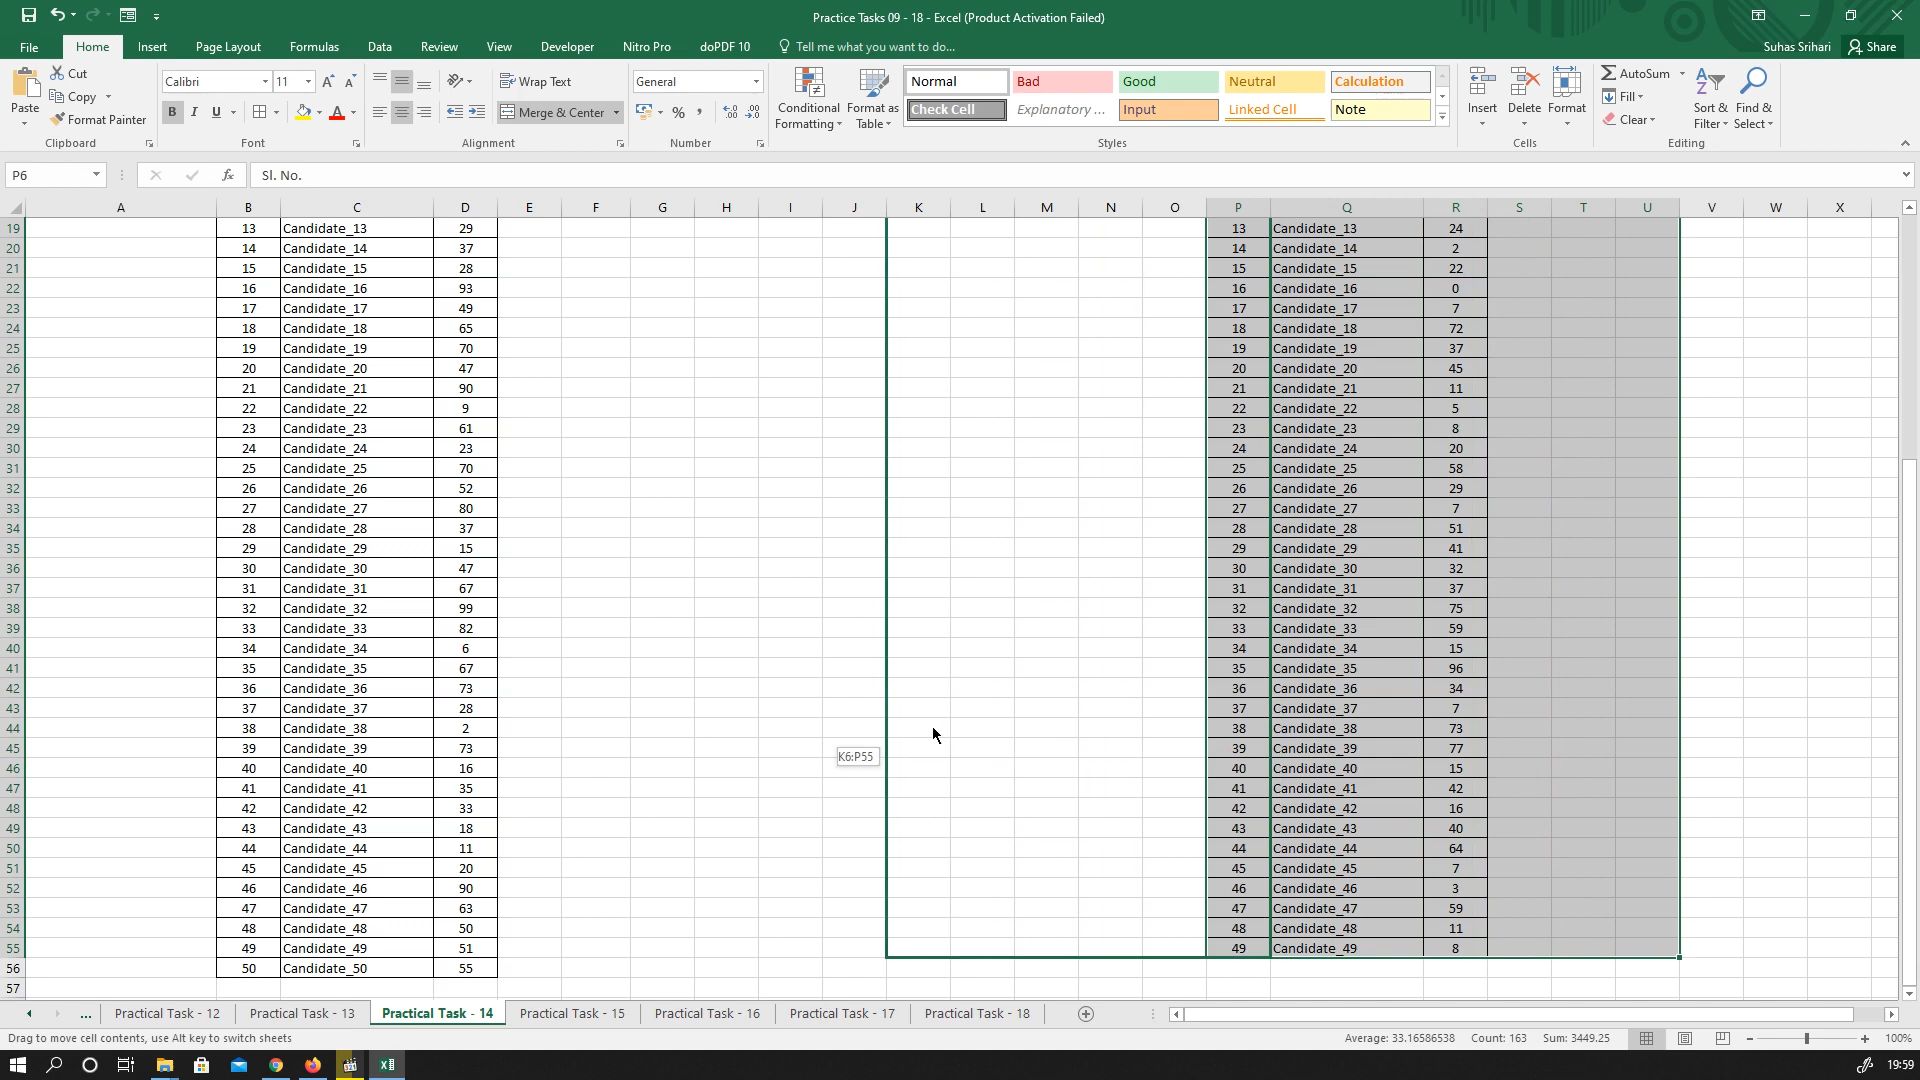 Practice Tasks 09 - 18 - Excel (Product Activation Failed)
File Home Insert Page Layout Formulas Data Review View Developer Nitro Pro doPDF 10 Tell me what you want to do... Suhas Srihari Share
Paste Cut Copy Format Painter Clipboard
Calibri 11 B I U A A A Font
Wrap Text Merge & Center Alignment
General % , Number
Conditional Formatting Format as Table
Normal Bad Good Neutral Calculation
Check Cell Explanatory ... Input Linked Cell Note
Styles
Insert Delete Format Cells
AutoSum Fill Clear Sort & Filter Find & Select Editing
P6 fx Sl. No.
A B C D E F G H I J K L M N O P Q R S T U V W X
19 13 Candidate_13 29 13 Candidate_13 24
20 14 Candidate_14 37 14 Candidate_14 2
21 15 Candidate_15 28 15 Candidate_15 22
22 16 Candidate_16 93 16 Candidate_16 0
23 17 Candidate_17 49 17 Candidate_17 7
24 18 Candidate_18 65 18 Candidate_18 72
25 19 Candidate_19 70 19 Candidate_19 37
26 20 Candidate_20 47 20 Candidate_20 45
27 21 Candidate_21 90 21 Candidate_21 11
28 22 Candidate_22 9 22 Candidate_22 5
29 23 Candidate_23 61 23 Candidate_23 8
30 24 Candidate_24 23 24 Candidate_24 20
31 25 Candidate_25 70 25 Candidate_25 58
32 26 Candidate_26 52 26 Candidate_26 29
33 27 Candidate_27 80 27 Candidate_27 7
34 28 Candidate_28 37 28 Candidate_28 51
35 29 Candidate_29 15 29 Candidate_29 41
36 30 Candidate_30 47 30 Candidate_30 32
37 31 Candidate_31 67 31 Candidate_31 37
38 32 Candidate_32 99 32 Candidate_32 75
39 33 Candidate_33 82 33 Candidate_33 59
40 34 Candidate_34 6 34 Candidate_34 15
41 35 Candidate_35 67 35 Candidate_35 96
42 36 Candidate_36 73 36 Candidate_36 34
43 37 Candidate_37 28 37 Candidate_37 7
44 38 Candidate_38 2 38 Candidate_38 73
45 39 Candidate_39 73 39 Candidate_39 77
K6:P55
46 40 Candidate_40 16 40 Candidate_40 15
47 41 Candidate_41 35 41 Candidate_41 42
48 42 Candidate_42 33 42 Candidate_42 16
49 43 Candidate_43 18 43 Candidate_43 40
50 44 Candidate_44 11 44 Candidate_44 64
51 45 Candidate_45 20 45 Candidate_45 7
52 46 Candidate_46 90 46 Candidate_46 3
53 47 Candidate_47 63 47 Candidate_47 59
54 48 Candidate_48 50 48 Candidate_48 11
55 49 Candidate_49 51 49 Candidate_49 8
56 50 Candidate_50 55
57
... Practical Task - 12 Practical Task - 13 Practical Task - 14 Practical Task - 15 Practical Task - 16 Practical Task - 17 Practical Task - 18
Drag to move cell contents, use Alt key to switch sheets Average: 33.16586538 Count: 163 Sum: 3449.25 100%
19:59